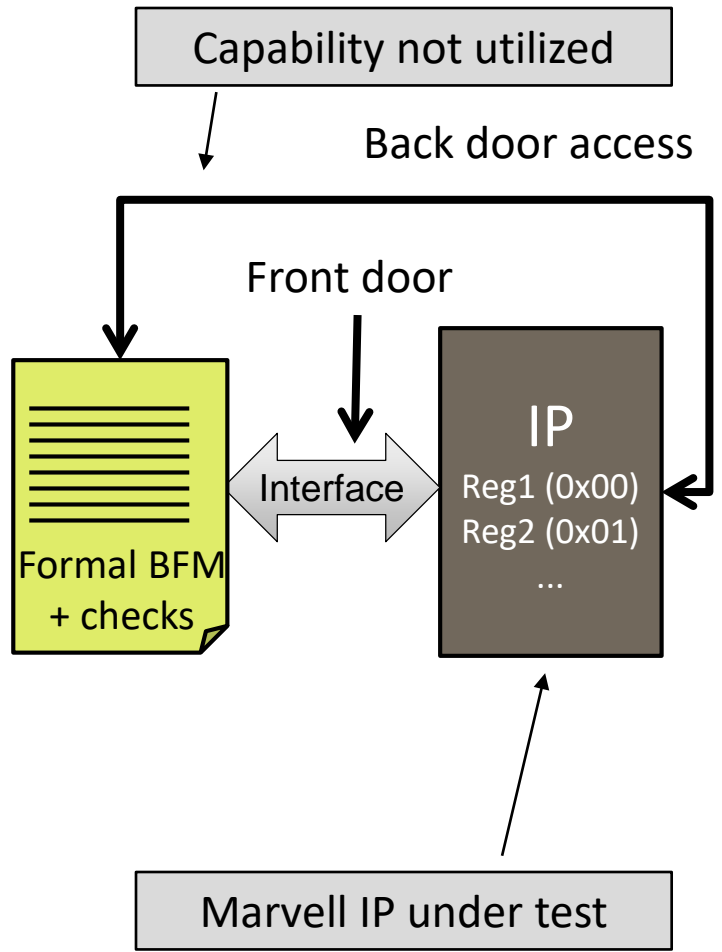 Capability not utilized
Back door access
Front door
Interface
Formal BFM
+ checks
IP
Reg1 (0x00)
Reg2 (0x01)
...
Marvell IP under test